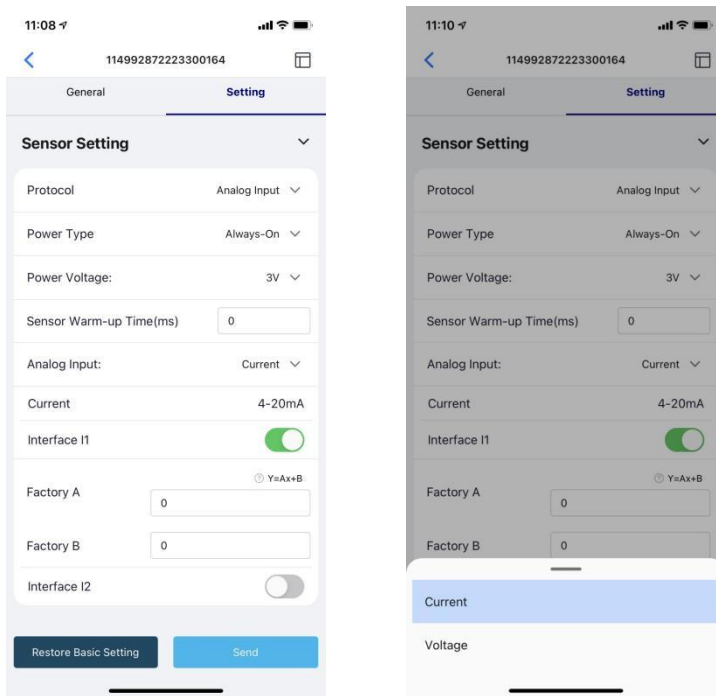 11:08
114992872223300164
General Setting
Sensor Setting
Protocol Analog Input
Power Type Always-On
Power Voltage: 3V
Sensor Warm-up Time(ms) 0
Analog Input: Current
Current 4-20mA
Interface I1
Y=Ax+B
Factory A 0
Factory B 0
Interface I2
Restore Basic Setting Send
11:10
114992872223300164
General Setting
Sensor Setting
Protocol Analog Input
Power Type Always-On
Power Voltage: 3V
Sensor Warm-up Time(ms) 0
Analog Input: Current
Current 4-20mA
Interface I1
Y=Ax+B
Factory A 0
Factory B 0
Current
Voltage